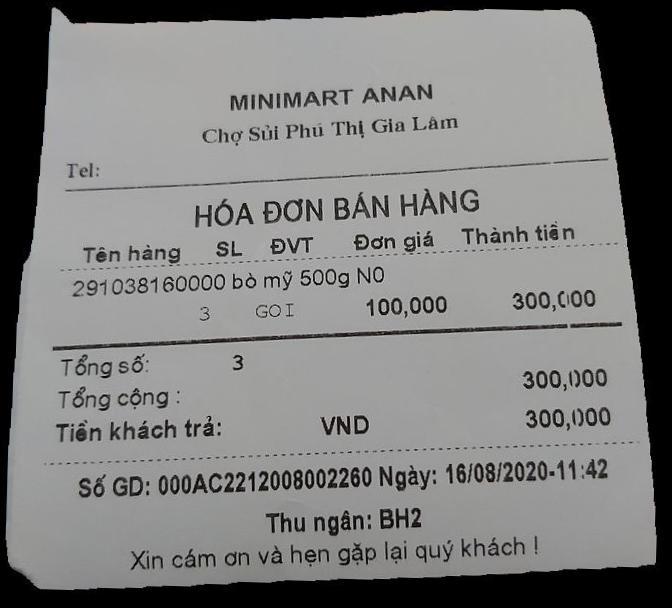 MINIMART ANAN
Chợ Sủi Phú Thị Gia Lâm
Tel:
HÓA ĐƠN BÁN HÀNG
Tên hàng SL ĐVT Đơn giá Thành tiền
291038160000 bò mỹ 500g N0
3 GOI 100,000 300,000
Tổng số: 3
Tổng cộng : 300,000
Tiền khách trả: VND 300,000
Số GD: 000AC2212008002260 Ngày: 16/08/2020-11:42
Thu ngân: BH2
Xin cám ơn và hẹn gặp lại quý khách !